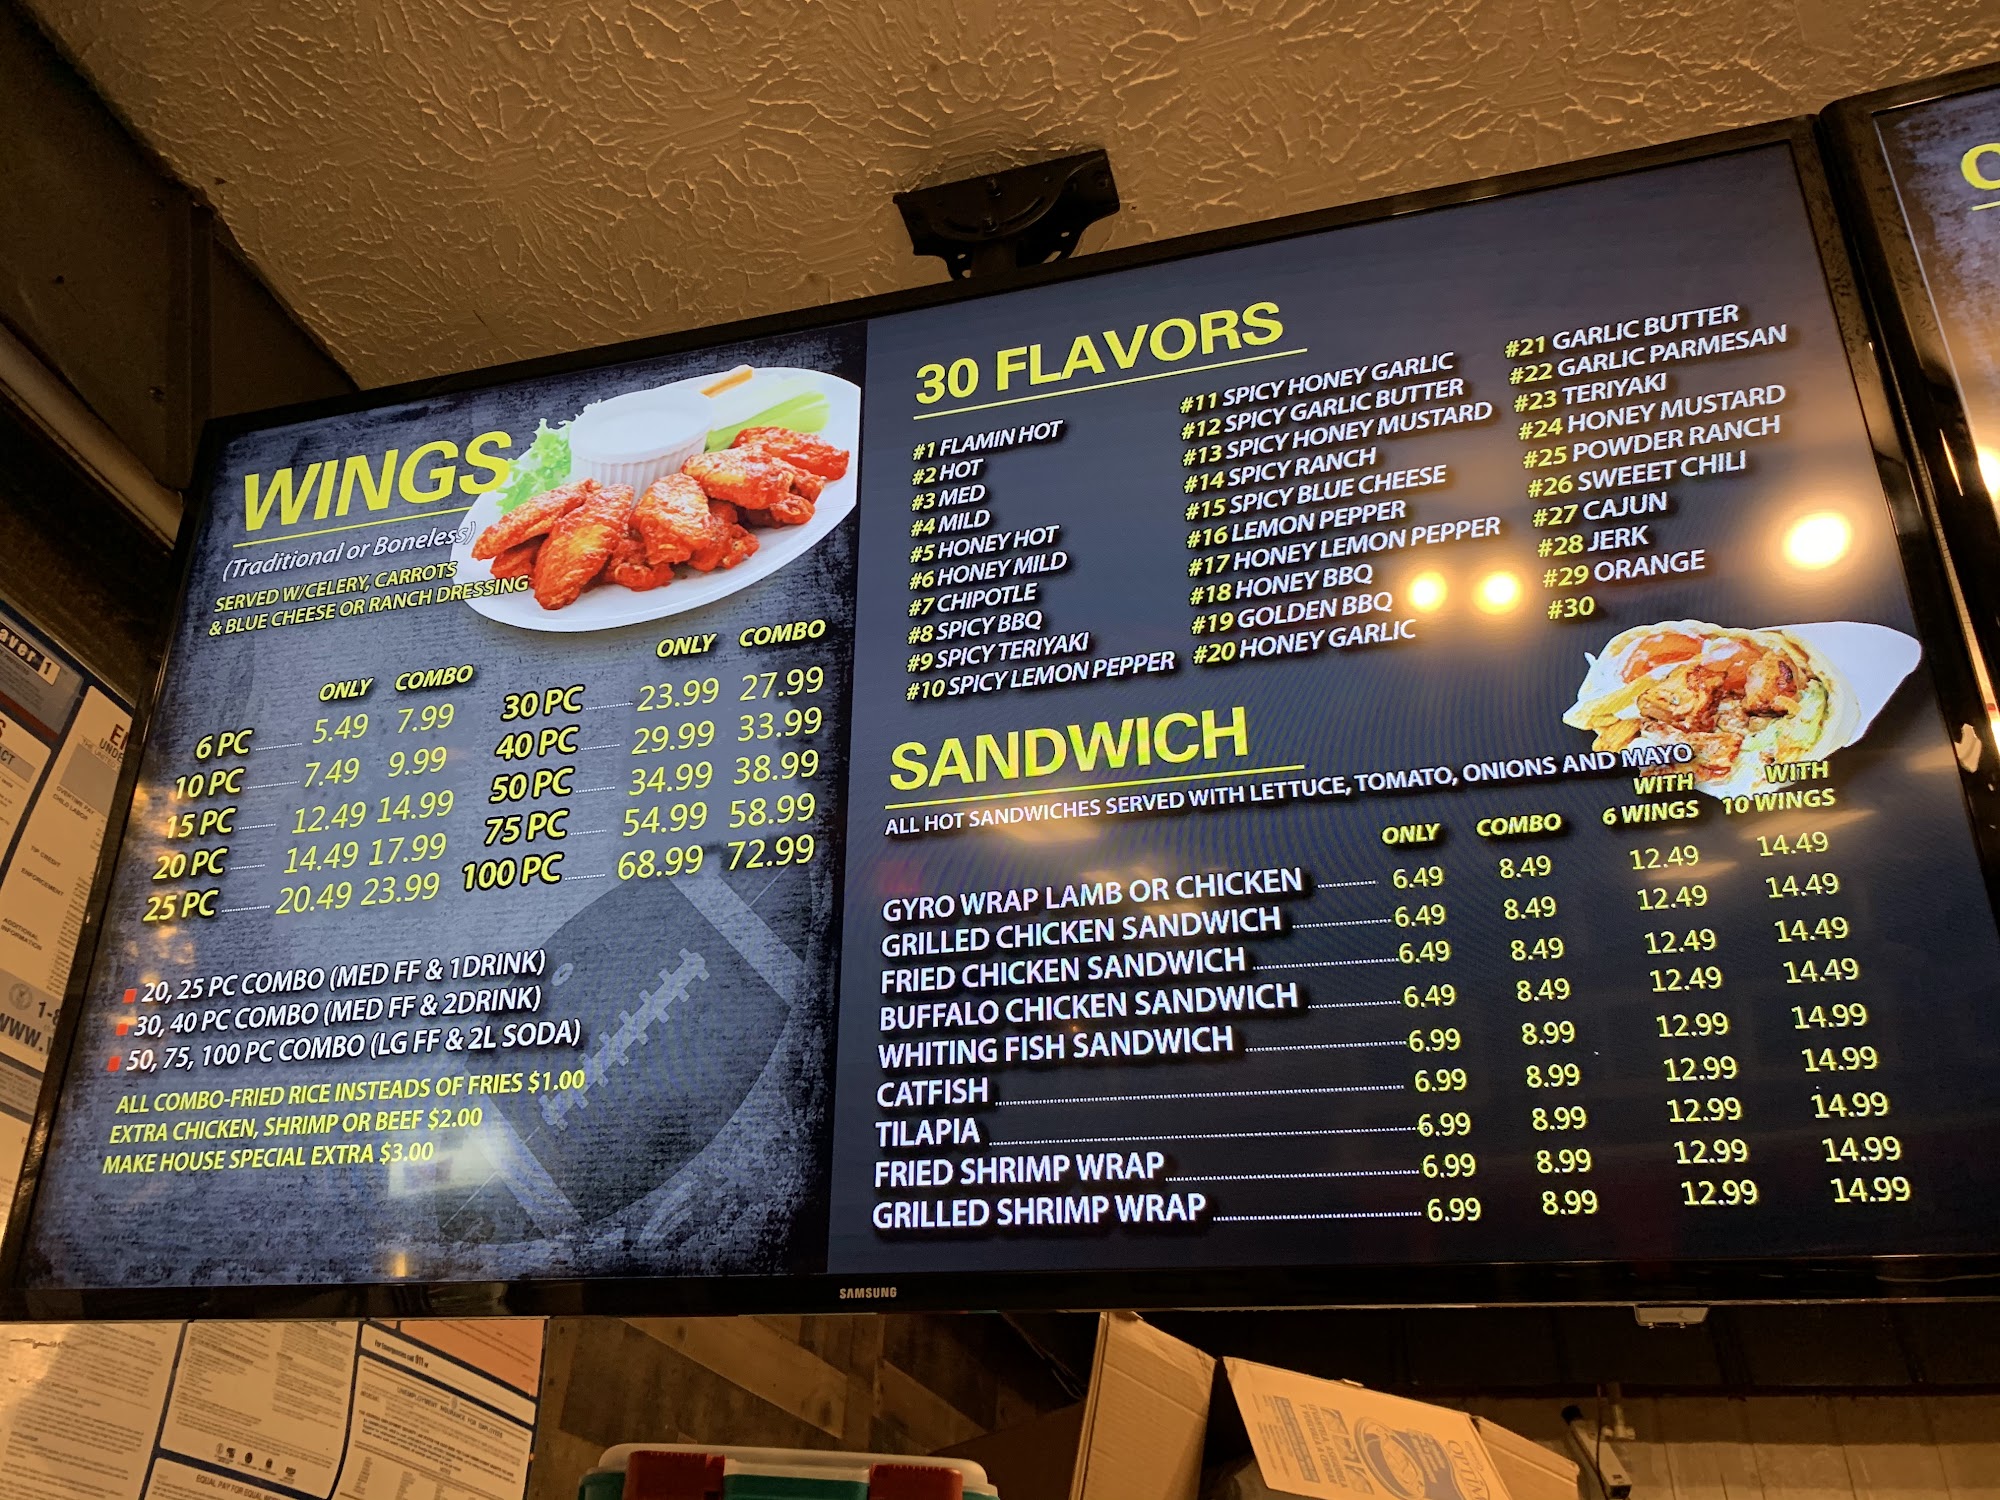 WINGS
(Traditional or Boneless)
SERVED W/CELERY, CARROTS
& BLUE CHEESE OR RANCH DRESSING
ONLY COMBO
6 PC 5.49 7.99
10 PC 7.49 9.99
15 PC 12.49 14.99
20 PC 14.49 17.99
25 PC 20.49 23.99
ONLY COMBO
30 PC 23.99 27.99
40 PC 29.99 33.99
50 PC 34.99 38.99
75 PC 54.99 58.99
100 PC 68.99 72.99
20, 25 PC COMBO (MED FF & 1DRINK)
30, 40 PC COMBO (MED FF & 2DRINK)
50, 75, 100 PC COMBO (LG FF & 2L SODA)
ALL COMBO-FRIED RICE INSTEADS OF FRIES $1.00
EXTRA CHICKEN, SHRIMP OR BEEF $2.00
MAKE HOUSE SPECIAL EXTRA $3.00
30 FLAVORS
#1 FLAMIN HOT
#2 HOT
#3 MED
#4 MILD
#5 HONEY HOT
#6 HONEY MILD
#7 CHIPOTLE
#8 SPICY BBQ
#9 SPICY TERIYAKI
#10 SPICY LEMON PEPPER
#11 SPICY HONEY GARLIC
#12 SPICY GARLIC BUTTER
#13 SPICY HONEY MUSTARD
#14 SPICY RANCH
#15 SPICY BLUE CHEESE
#16 LEMON PEPPER
#17 HONEY LEMON PEPPER
#18 HONEY BBQ
#19 GOLDEN BBQ
#20 HONEY GARLIC
#21 GARLIC BUTTER
#22 GARLIC PARMESAN
#23 TERIYAKI
#24 HONEY MUSTARD
#25 POWDER RANCH
#26 SWEEET CHILI
#27 CAJUN
#28 JERK
#29 ORANGE
#30
SANDWICH
ALL HOT SANDWICHES SERVED WITH LETTUCE, TOMATO, ONIONS AND MAYO
ONLY COMBO WITH 6 WINGS WITH 10 WINGS
GYRO WRAP LAMB OR CHICKEN 6.49 8.49 12.49 14.49
GRILLED CHICKEN SANDWICH 6.49 8.49 12.49 14.49
FRIED CHICKEN SANDWICH 6.49 8.49 12.49 14.49
BUFFALO CHICKEN SANDWICH 6.49 8.49 12.49 14.49
WHITING FISH SANDWICH 6.99 8.99 12.99 14.99
CATFISH 6.99 8.99 12.99 14.99
TILAPIA 6.99 8.99 12.99 14.99
FRIED SHRIMP WRAP 6.99 8.99 12.99 14.99
GRILLED SHRIMP WRAP 6.99 8.99 12.99 14.99
SAMSUNG